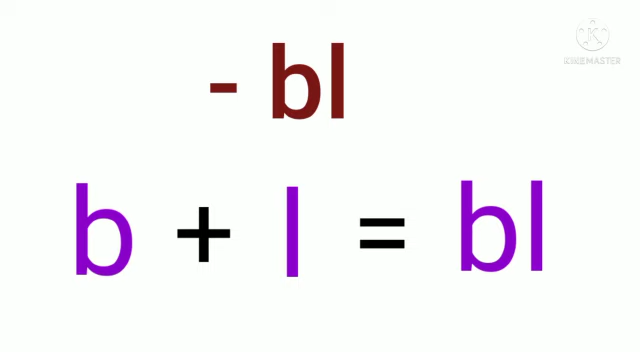 KINEMASTER
- bl
b + l = bl